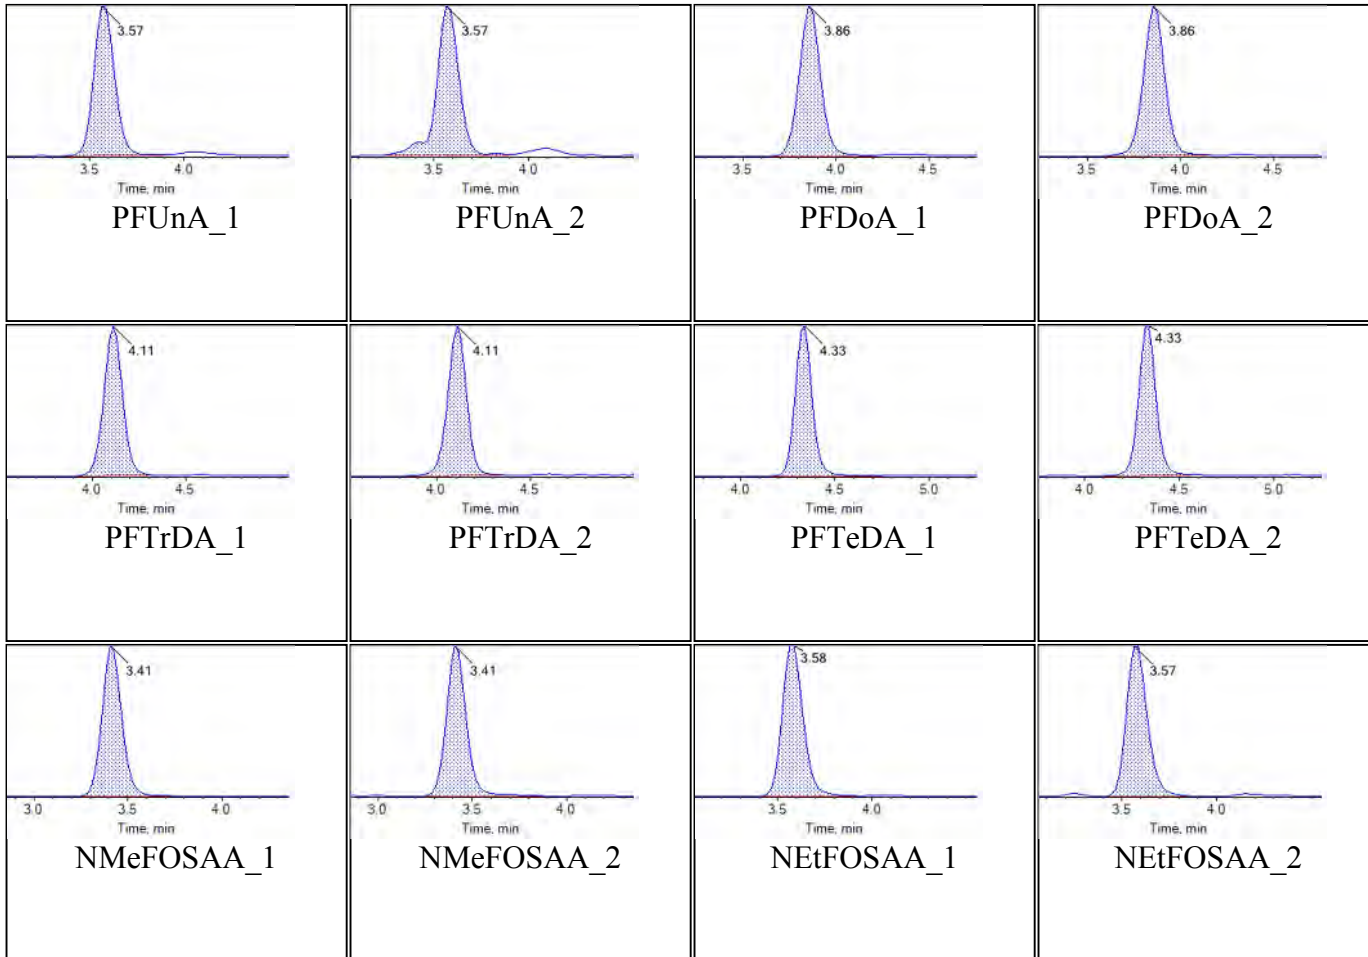 3.57
3.5 4.0
Time, min
PFUnA_1
3.57
3.5 4.0
Time, min
PFUnA_2
3.86
3.5 4.0 4.5
Time, min
PFDoA_1
3.86
3.5 4.0 4.5
Time, min
PFDoA_2
4.11
4.0 4.5
Time, min
PFTrDA_1
4.11
4.0 4.5
Time, min
PFTrDA_2
4.33
4.0 4.5 5.0
Time, min
PFTeDA_1
4.33
4.0 4.5 5.0
Time, min
PFTeDA_2
3.41
3.0 3.5 4.0
Time, min
NMeFOSAA_1
3.41
3.0 3.5 4.0
Time, min
NMeFOSAA_2
3.58
3.5 4.0
Time, min
NEtFOSAA_1
3.57
3.5 4.0
Time, min
NEtFOSAA_2